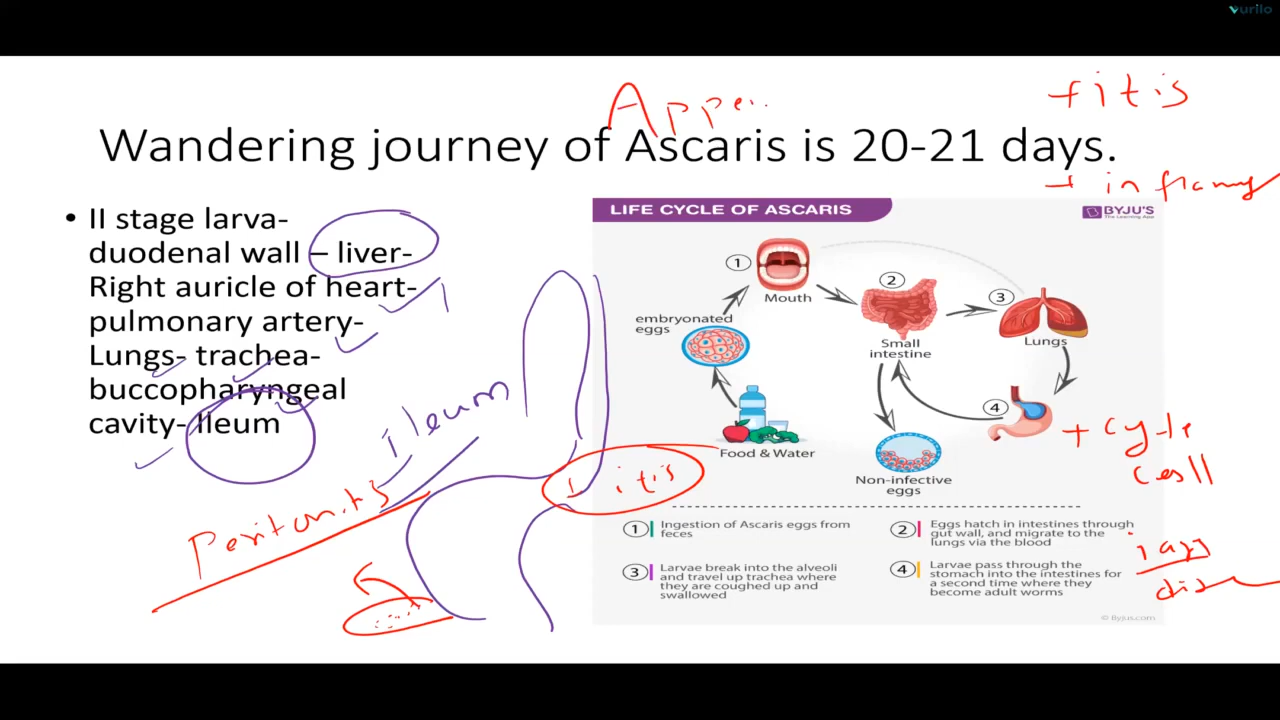 Vurilo
Appe
titis
+ inflamy
Wandering journey of Ascaris is 20-21 days.
• II stage larva-
duodenal wall – liver-
Right auricle of heart-
pulmonary artery-
Lungs- trachea-
buccopharyngeal
cavity- Ileum
ileum
Peritonitis
itis
LIFE CYCLE OF ASCARIS
BYJU'S
The Learning App
1
Mouth
2
Small
intestine
3
Lungs
4
embryonated
eggs
Food & Water
Non-infective
eggs
+ cycle
cell
1 Ingestion of Ascaris eggs from
feces
2 Eggs hatch in intestines through
gut wall, and migrate to the
lungs via the blood
3 Larvae break into the alveoli
and travel up trachea where
they are coughed up and
swallowed
4 Larvae pass through the
stomach into the intestines for
a second time where they
become adult worms
© Byjus.com